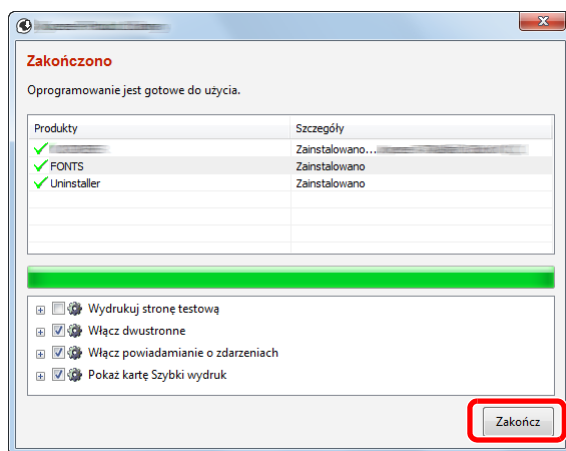 Zakończono
Oprogramowanie jest gotowe do użycia.
Produkty Szczegóły
Zainstalowano...
FONTS Zainstalowano
Uninstaller Zainstalowano
Wydrukuj stronę testową
Włącz dwustronne
Włącz powiadamianie o zdarzeniach
Pokaż kartę Szybki wydruk
Zakończ